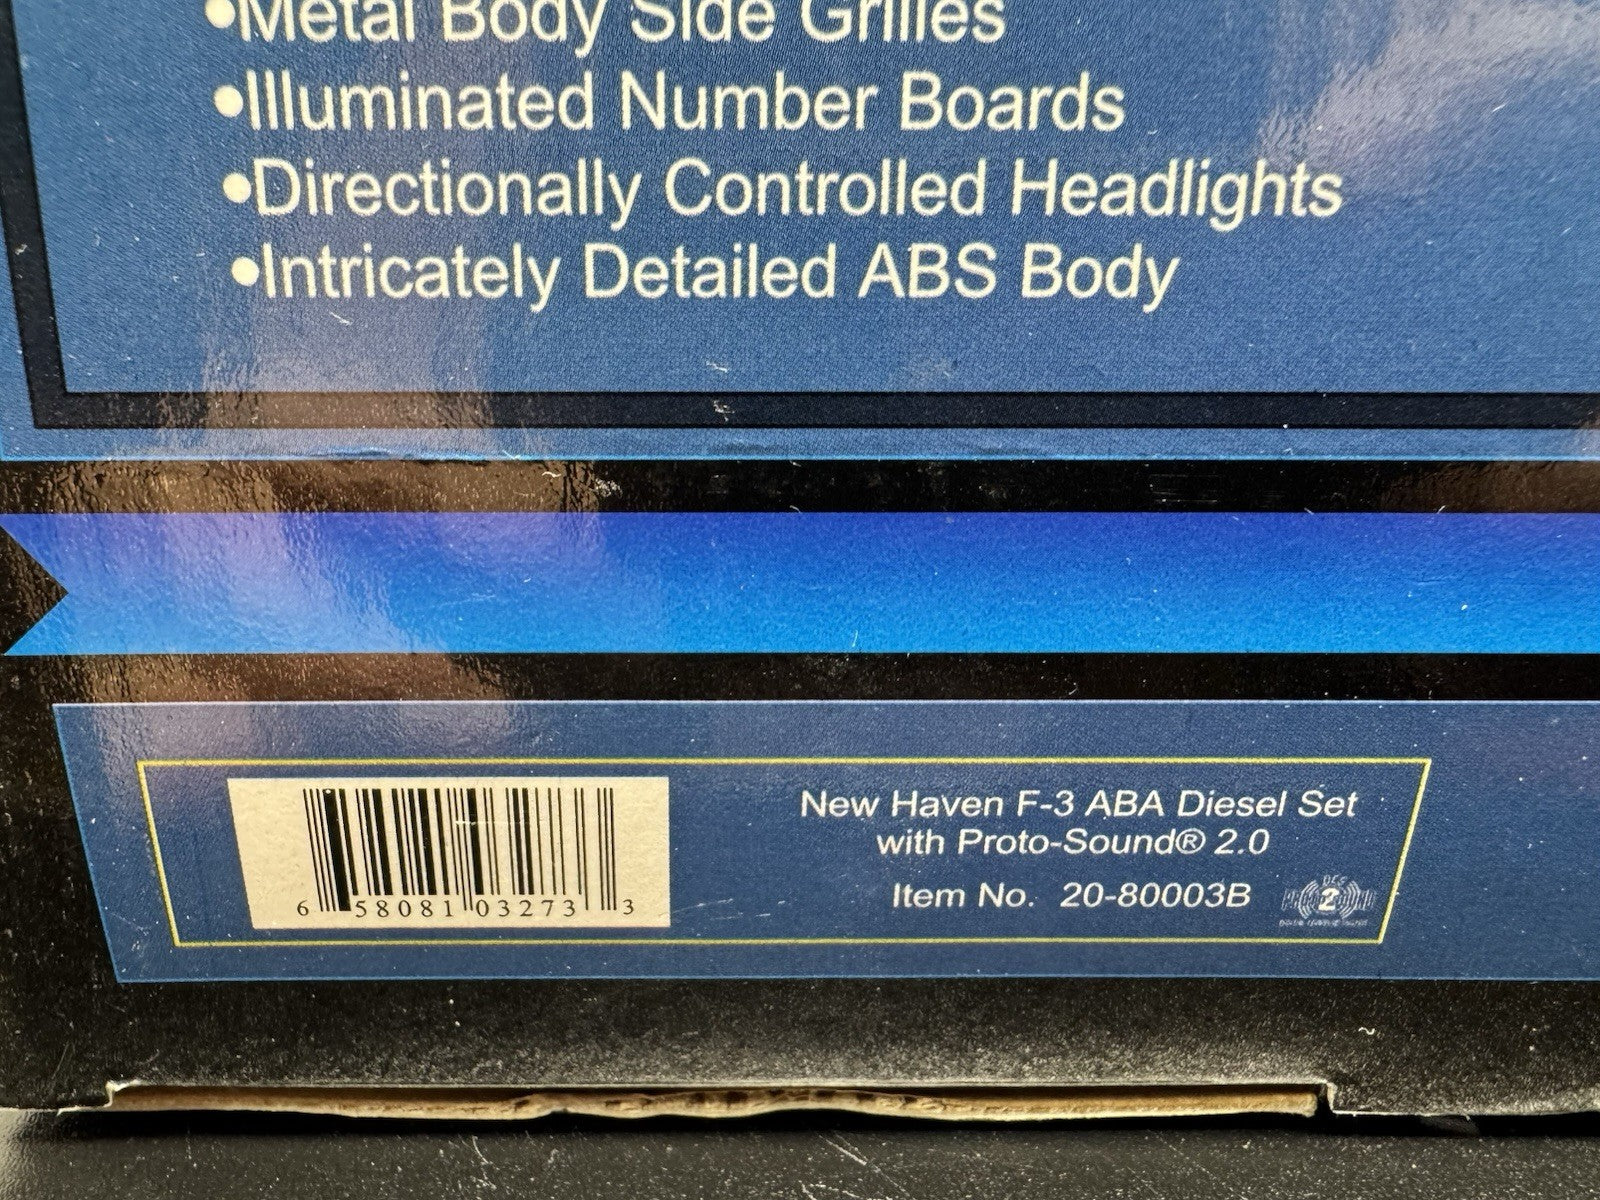 •Metal Body Side Grilles
•Illuminated Number Boards
•Directionally Controlled Headlights
•Intricately Detailed ABS Body
New Haven F-3 ABA Diesel Set
with Proto-Sound® 2.0
Item No. 20-80003B
6 58081 03273 3
2